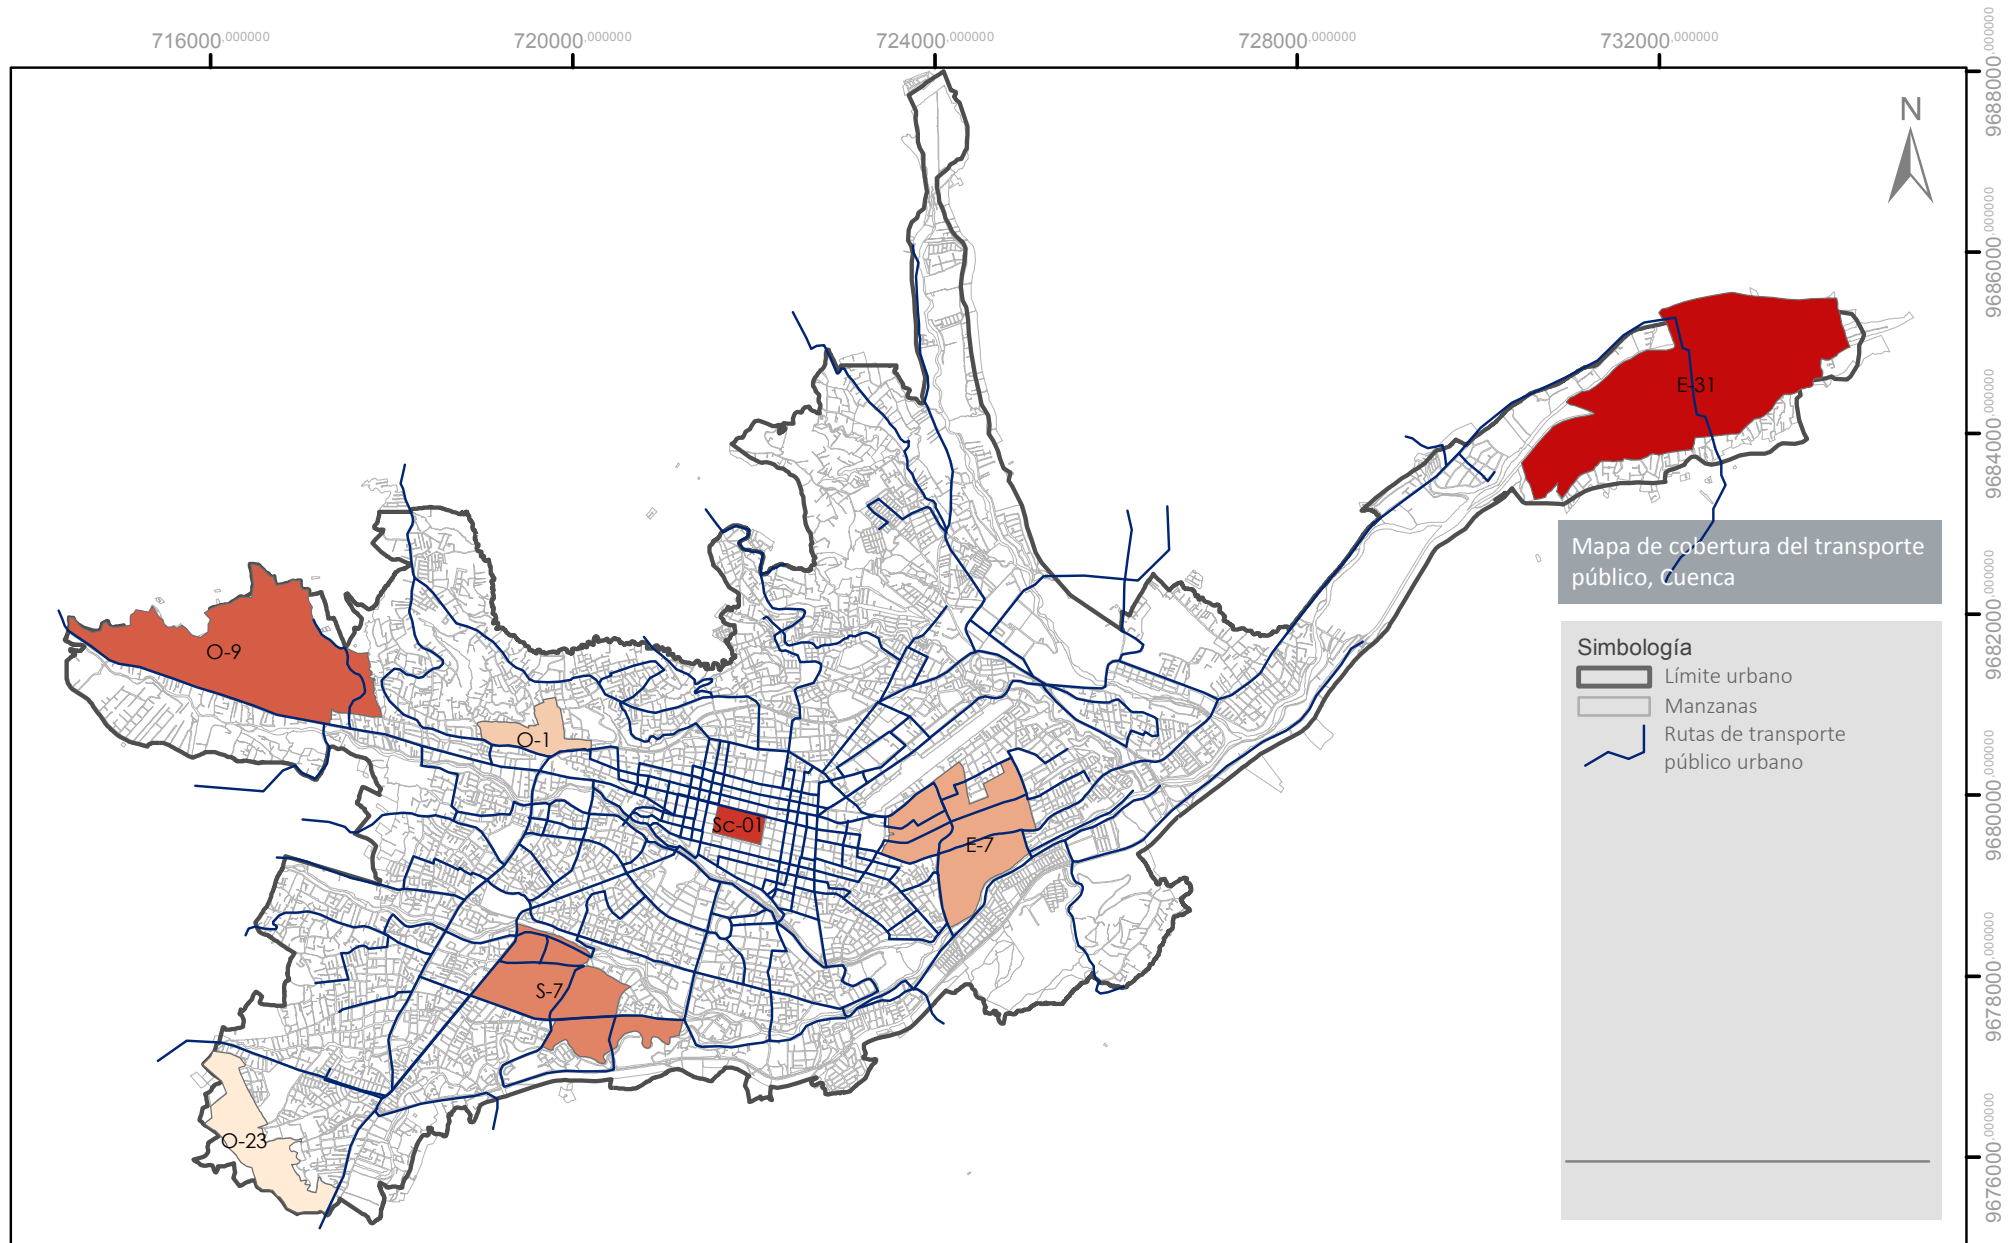 716000,000000 720000,000000 724000,000000 728000,000000 732000,000000
N
9688000,000000
9686000,000000
9684000,000000
9682000,000000
9680000,000000
9678000,000000
9676000,000000
E-31
O-9
O-1
Sc-01
E-7
S-7
O-23
Mapa de cobertura del transporte
público, Cuenca
Simbología
Límite urbano
Manzanas
Rutas de transporte
público urbano